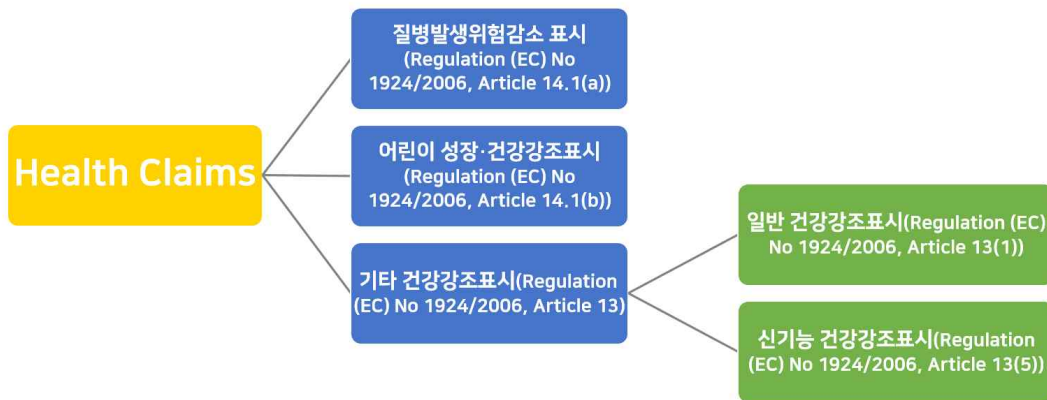 Health Claims
질병발생위험감소 표시
(Regulation (EC) No
1924/2006, Article 14.1(a))
어린이 성장·건강강조표시
(Regulation (EC) No
1924/2006, Article 14.1(b))
기타 건강강조표시(Regulation
(EC) No 1924/2006, Article 13)
일반 건강강조표시(Regulation (EC)
No 1924/2006, Article 13(1))
신기능 건강강조표시(Regulation
(EC) No 1924/2006, Article 13(5))